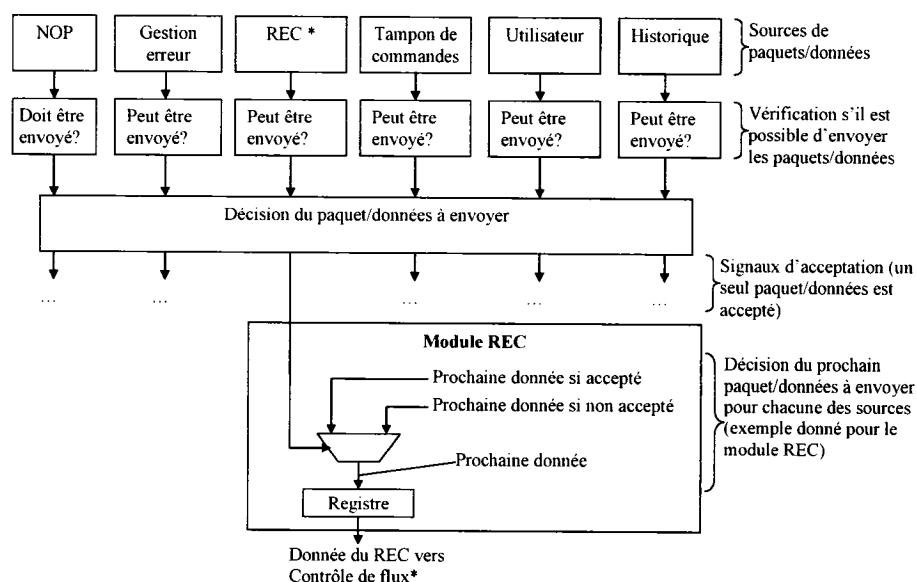 NOP
Gestion
erreur
REC *
Tampon de
commandes
Utilisateur
Historique
Sources de
paquets/données
Doit être
envoyé?
Peut être
envoyé?
Peut être
envoyé?
Peut être
envoyé?
Peut être
envoyé?
Peut être
envoyé?
Vérification s'il est
possible d'envoyer
les paquets/données
Décision du paquet/données à envoyer
...
...
...
...
...
Signaux d'acceptation (un
seul paquet/données est
accepté)
Module REC
Prochaine donnée si accepté
Prochaine donnée si non accepté
Prochaine donnée
Registre
Décision du prochain
paquet/données à envoyer
pour chacune des sources
(exemple donné pour le
module REC)
Donnée du REC vers
Contrôle de flux*